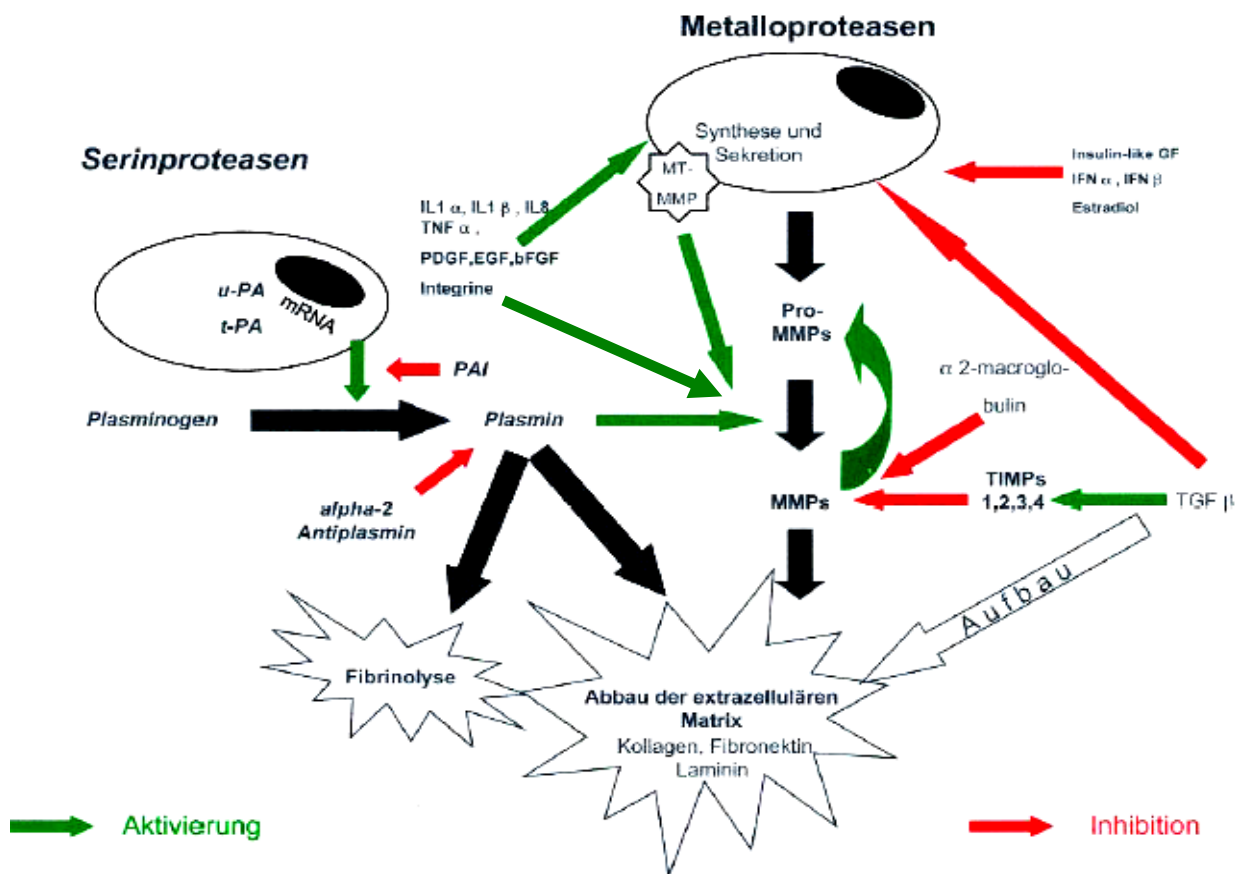 Metalloproteasen
Synthese und
Sekretion
MT-
MMP
Serinproteasen
Insulin-like GF
IFN α , IFN β
Estradiol
IL1 α, IL1 β , IL8
TNF α ,
PDGF,EGF,bFGF
Integrine
u-PA
mRNA
t-PA
Pro-
MMPs
PAI
α 2-macroglo-
bulin
Plasminogen
Plasmin
alpha-2
Antiplasmin
MMPs
TIMPs
1,2,3,4
TGF
Aufbau
Fibrinolyse
Abbau der extrazellulären
Matrix
Kollagen, Fibronektin
Laminin
Aktivierung
Inhibition